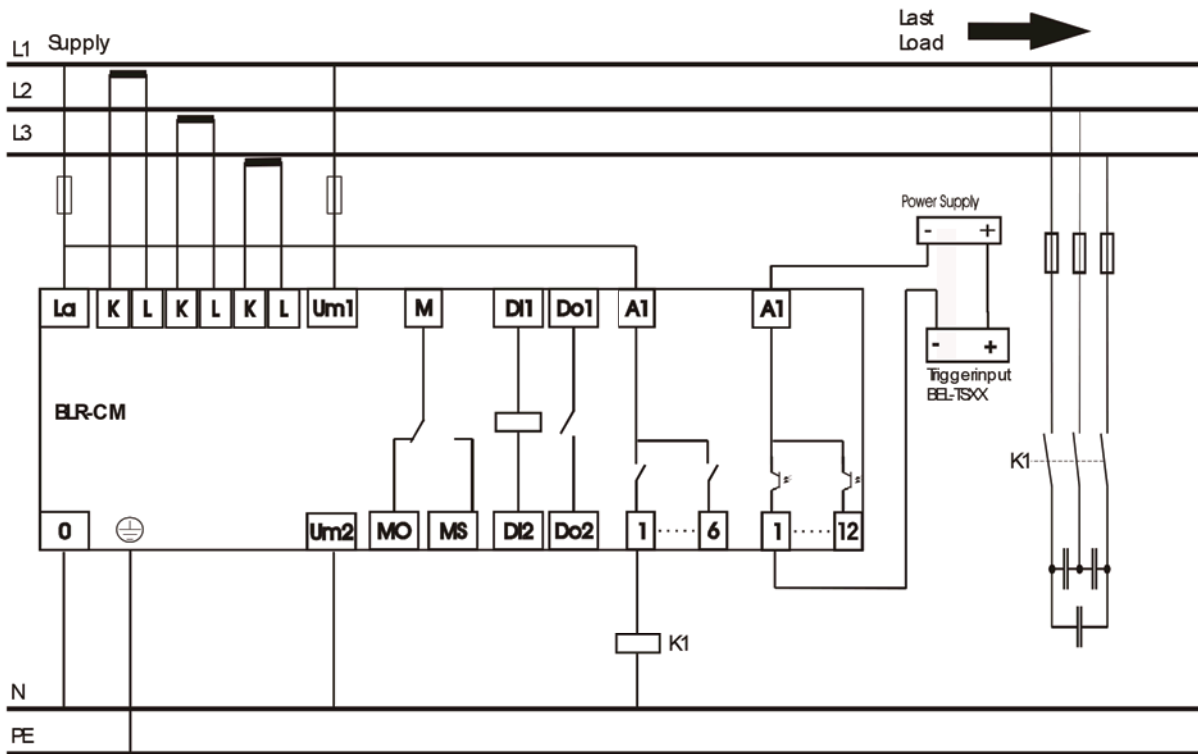 Last
Load
L1 Supply
L2
L3
Power Supply
- +
La K L K L K L Um1 M DI1 Do1 A1 A1
- +
Triggerinput
BEL-TSXX
BLR-CM
K1
0 Um2 MO MS DI2 Do2 1 ...... 6 1 ...... 12
K1
N
PE